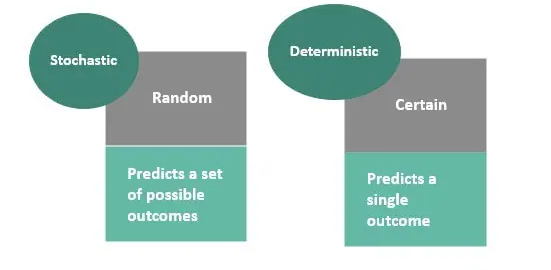 Stochastic
Random
Predicts a set
of possible
outcomes
Deterministic
Certain
Predicts a
single
outcome